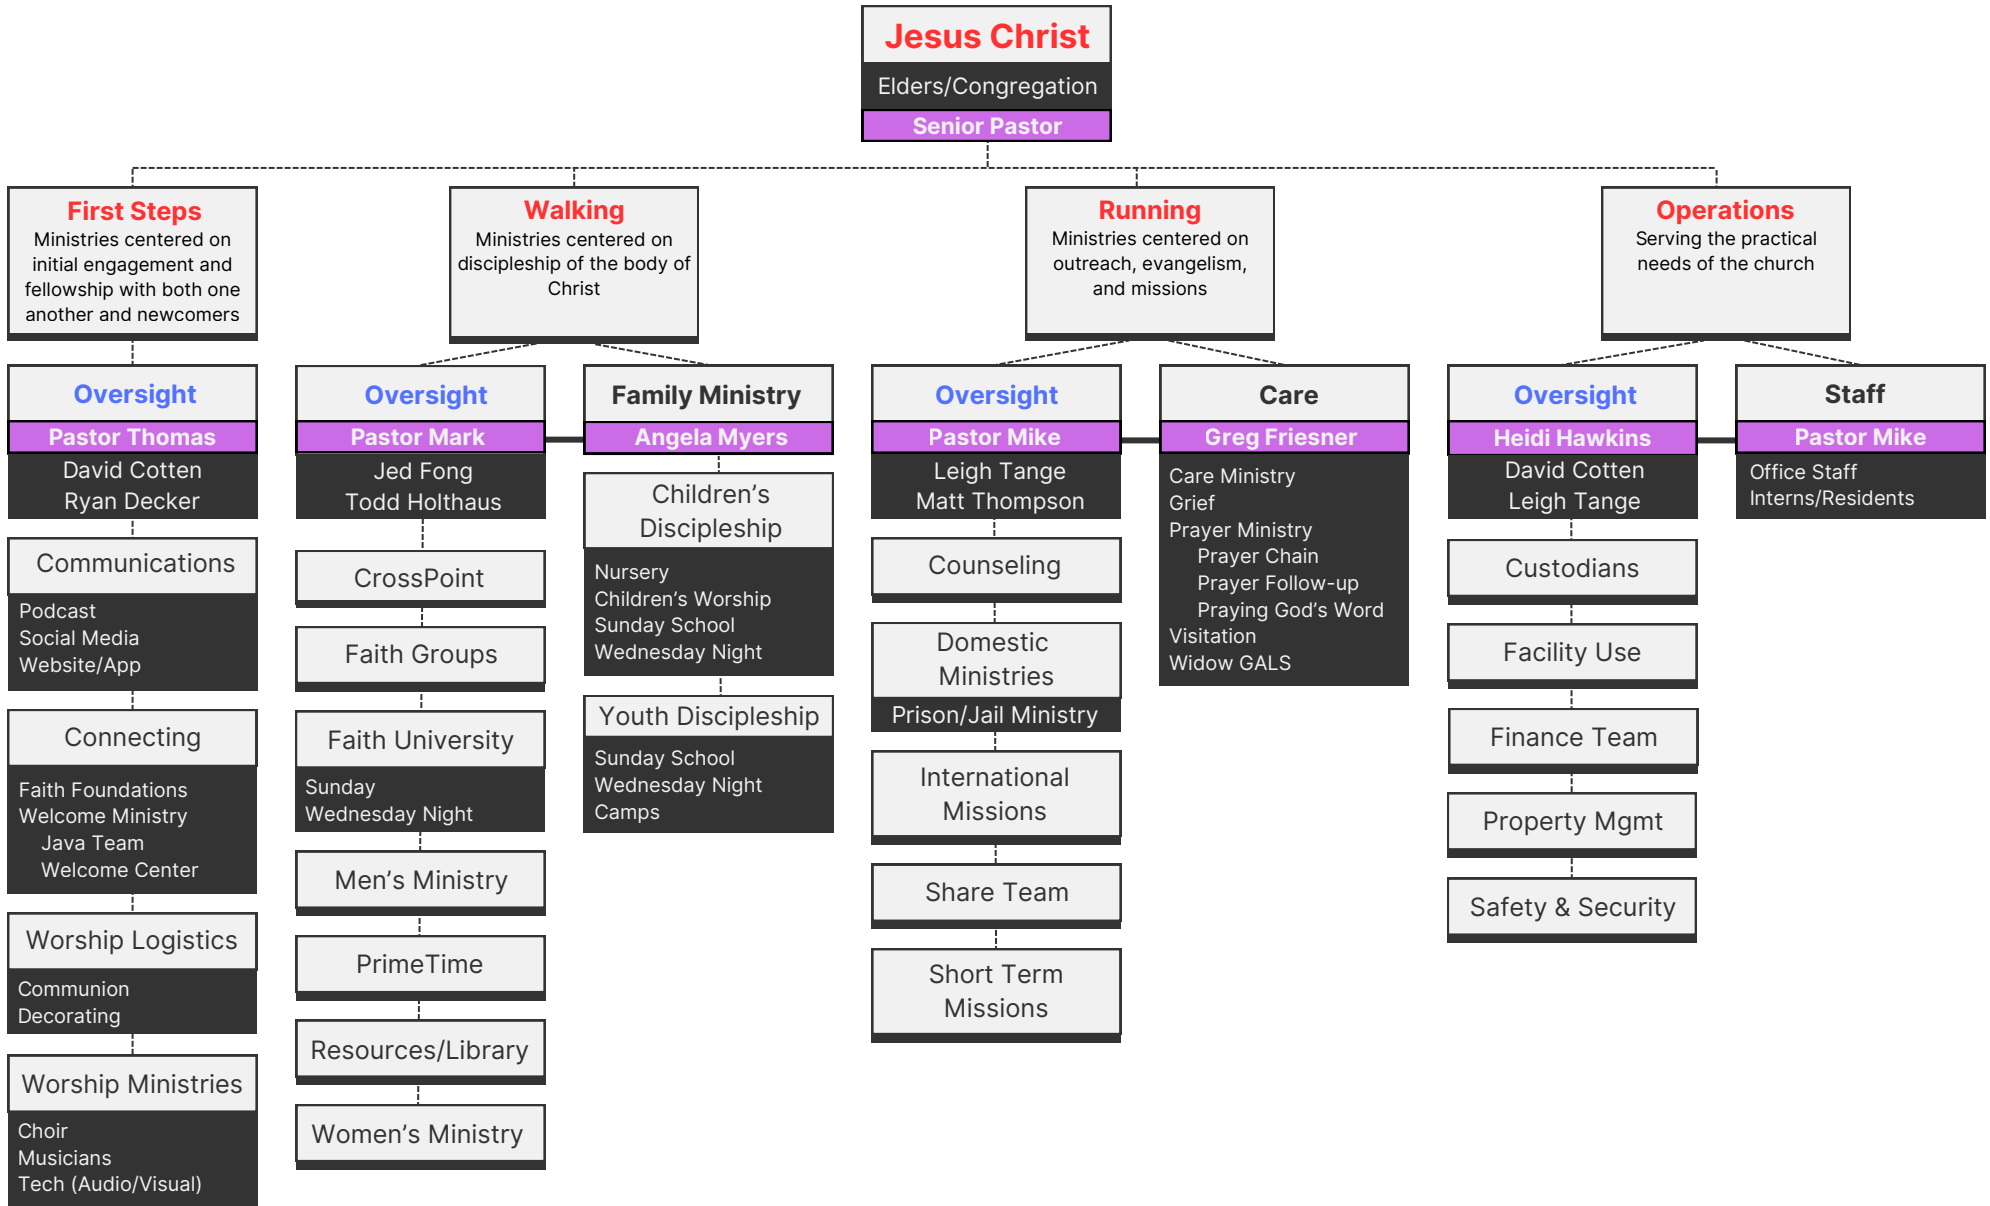 Jesus Christ
Elders/Congregation
Senior Pastor
First Steps
Ministries centered on
initial engagement and
fellowship with both one
another and newcomers
Oversight
Pastor Thomas
David Cotten
Ryan Decker
Communications
Podcast
Social Media
Website/App
Connecting
Faith Foundations
Welcome Ministry
Java Team
Welcome Center
Worship Logistics
Communion
Decorating
Worship Ministries
Choir
Musicians
Tech (Audio/Visual)
Walking
Ministries centered on
discipleship of the body of
Christ
Oversight
Pastor Mark
Jed Fong
Todd Holthaus
CrossPoint
Faith Groups
Faith University
Sunday
Wednesday Night
Men’s Ministry
PrimeTime
Resources/Library
Women’s Ministry
Family Ministry
Angela Myers
Children’s
Discipleship
Nursery
Children’s Worship
Sunday School
Wednesday Night
Youth Discipleship
Sunday School
Wednesday Night
Camps
Running
Ministries centered on
outreach, evangelism,
and missions
Oversight
Pastor Mike
Leigh Tange
Matt Thompson
Counseling
Domestic
Ministries
Prison/Jail Ministry
International
Missions
Share Team
Short Term
Missions
Care
Greg Friesner
Care Ministry
Grief
Prayer Ministry
Prayer Chain
Prayer Follow-up
Praying God’s Word
Visitation
Widow GALS
Operations
Serving the practical
needs of the church
Oversight
Heidi Hawkins
David Cotten
Leigh Tange
Custodians
Facility Use
Finance Team
Property Mgmt
Safety & Security
Staff
Pastor Mike
Office Staff
Interns/Residents